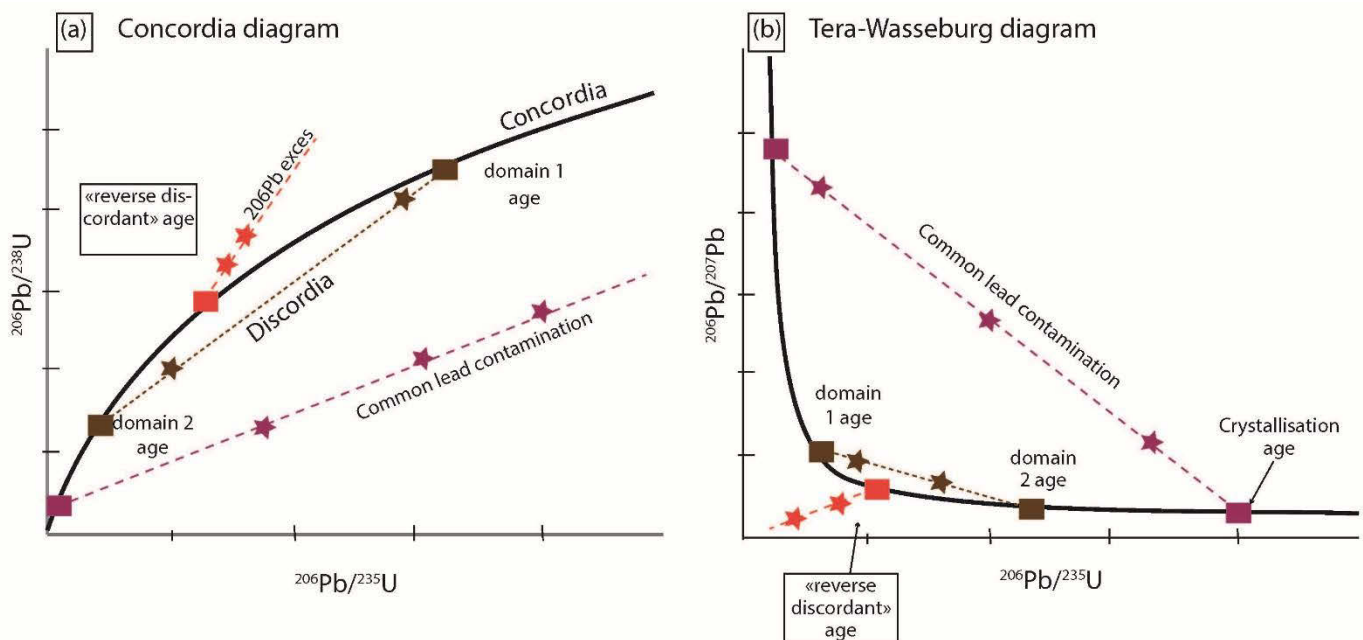 (a) Concordia diagram
Concordia
206Pb exces
domain 1
age
«reverse dis-
cordant» age
²⁰⁶Pb/²³⁸U
Discordia
Common lead contamination
domain 2
age
²⁰⁶Pb/²³⁵U
(b) Tera-Wasseburg diagram
²⁰⁶Pb/²⁰⁷Pb
Common lead contamination
domain
1 age
Crystallisation
age
domain
2 age
²⁰⁶Pb/²³⁵U
«reverse
discordant»
age